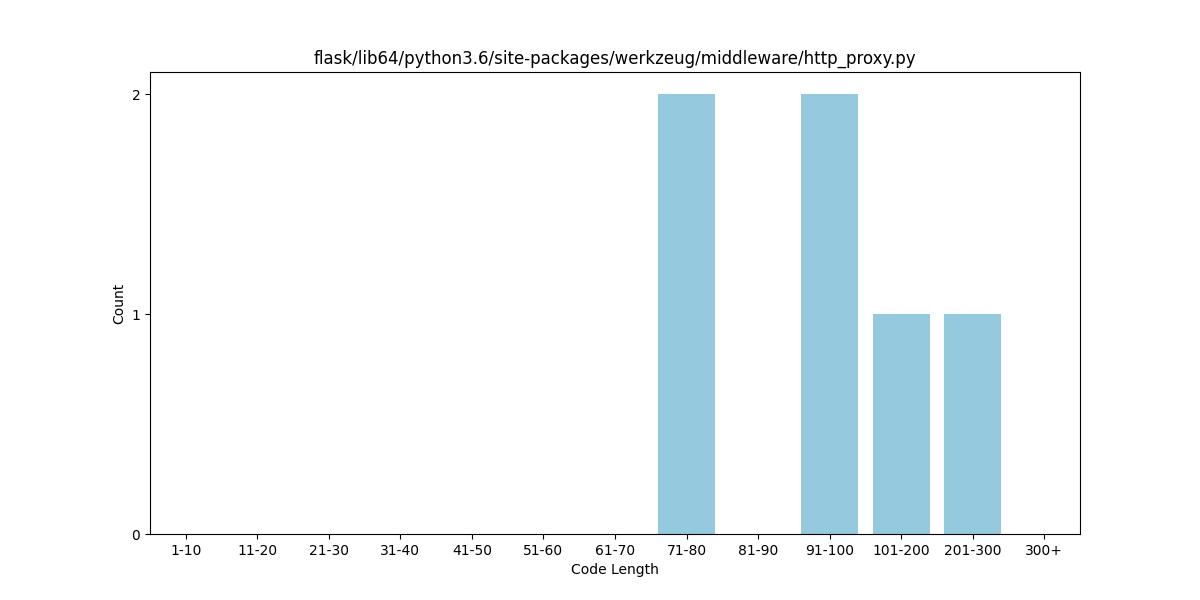 flask/lib64/python3.6/site-packages/werkzeug/middleware/http_proxy.py
2
1
0
Count
1-10 11-20 21-30 31-40 41-50 51-60 61-70 71-80 81-90 91-100 101-200 201-300 300+
Code Length